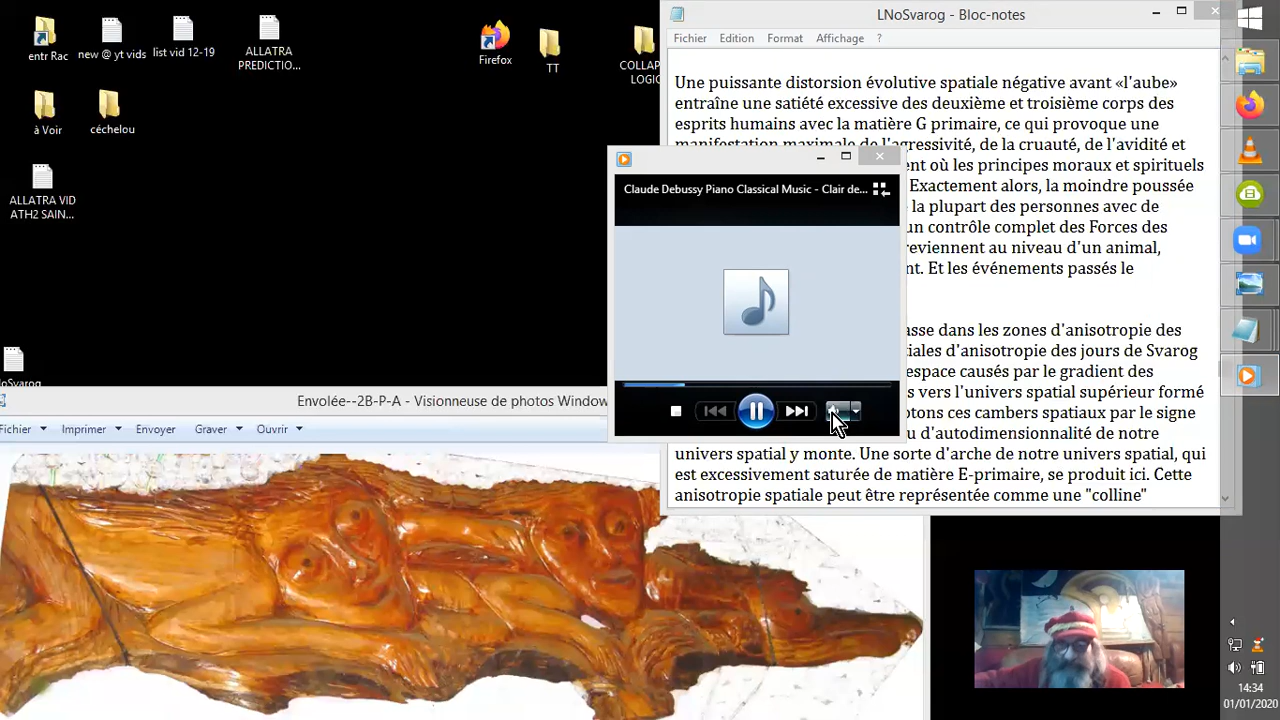 entr Rac
new @ yt vids
list vid 12-19
ALLATRA
PREDICTIO...
Firefox
TT
COLLAP
LOGIC
à Voir
céchelou
ALLATRA VID
ATH2 SAIN...
LNoSvarog - Bloc-notes
Fichier Edition Format Affichage ?
Une puissante distorsion évolutive spatiale négative avant «l'aube»
entraîne une satiété excessive des deuxième et troisième corps des
esprits humains avec la matière G primaire, ce qui provoque une
manifestation maximale de l'agressivité, de la cruauté, de l'avidité et
ent où les principes moraux et spirituels
Exactement alors, la moindre poussée
la plupart des personnes avec de
un contrôle complet des Forces des
reviennent au niveau d'un animal,
nt. Et les événements passés le
asse dans les zones d'anisotropie des
tiales d'anisotropie des jours de Svarog
espace causés par le gradient des
s vers l'univers spatial supérieur formé
otons ces cambers spatiaux par le signe
u d'autodimensionnalité de notre
univers spatial y monte. Une sorte d'arche de notre univers spatial, qui
est excessivement saturée de matière E-primaire, se produit ici. Cette
anisotropie spatiale peut être représentée comme une "colline"
Claude Debussy Piano Classical Music - Clair de...
NoSvarog
Envolée--2B-P-A - Visionneuse de photos Window
Fichier Imprimer Envoyer Graver Ouvrir
14:34
01/01/2020